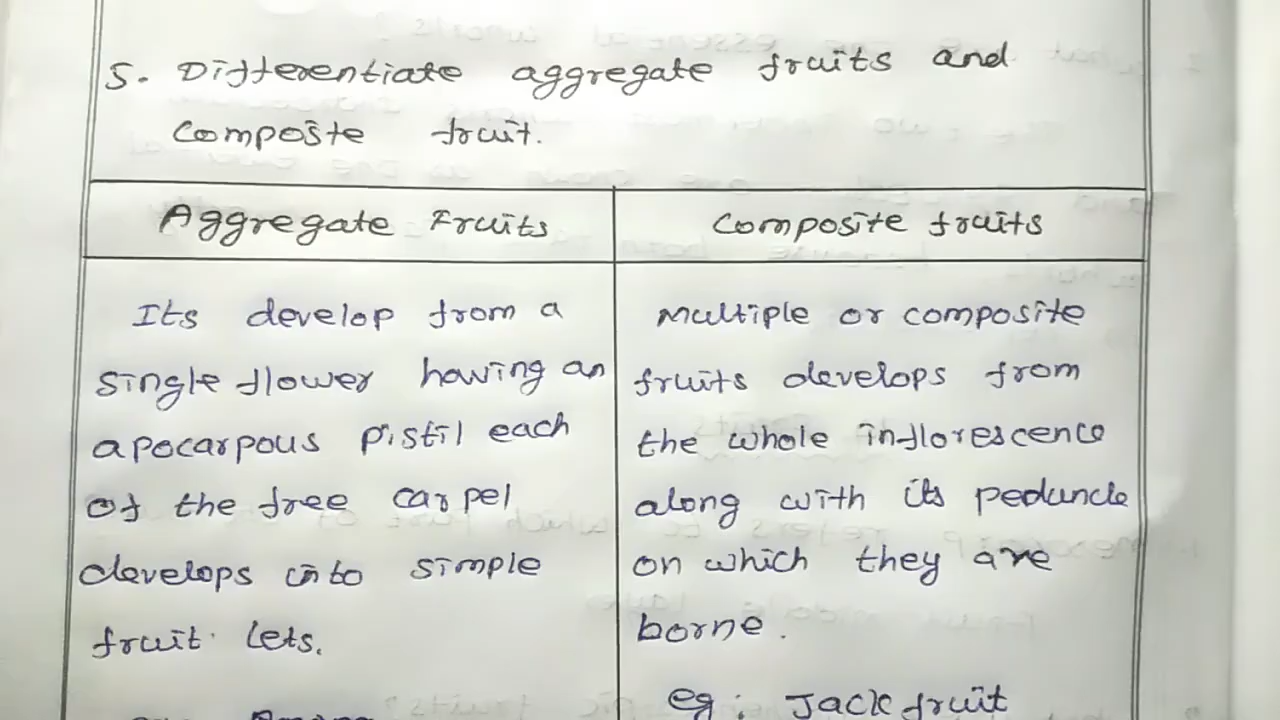 5. Differentiate aggregate fruits and
composite fruit.
Aggregate Fruits
Its develop from a
single flower having an
apocarpous pistil each
of the free carpel
develops into simple
fruit lets.
Composite fruits
Multiple or composite
fruits develops from
the whole inflorescence
along with its peduncle
on which they are
borne.
eg: Jack fruit